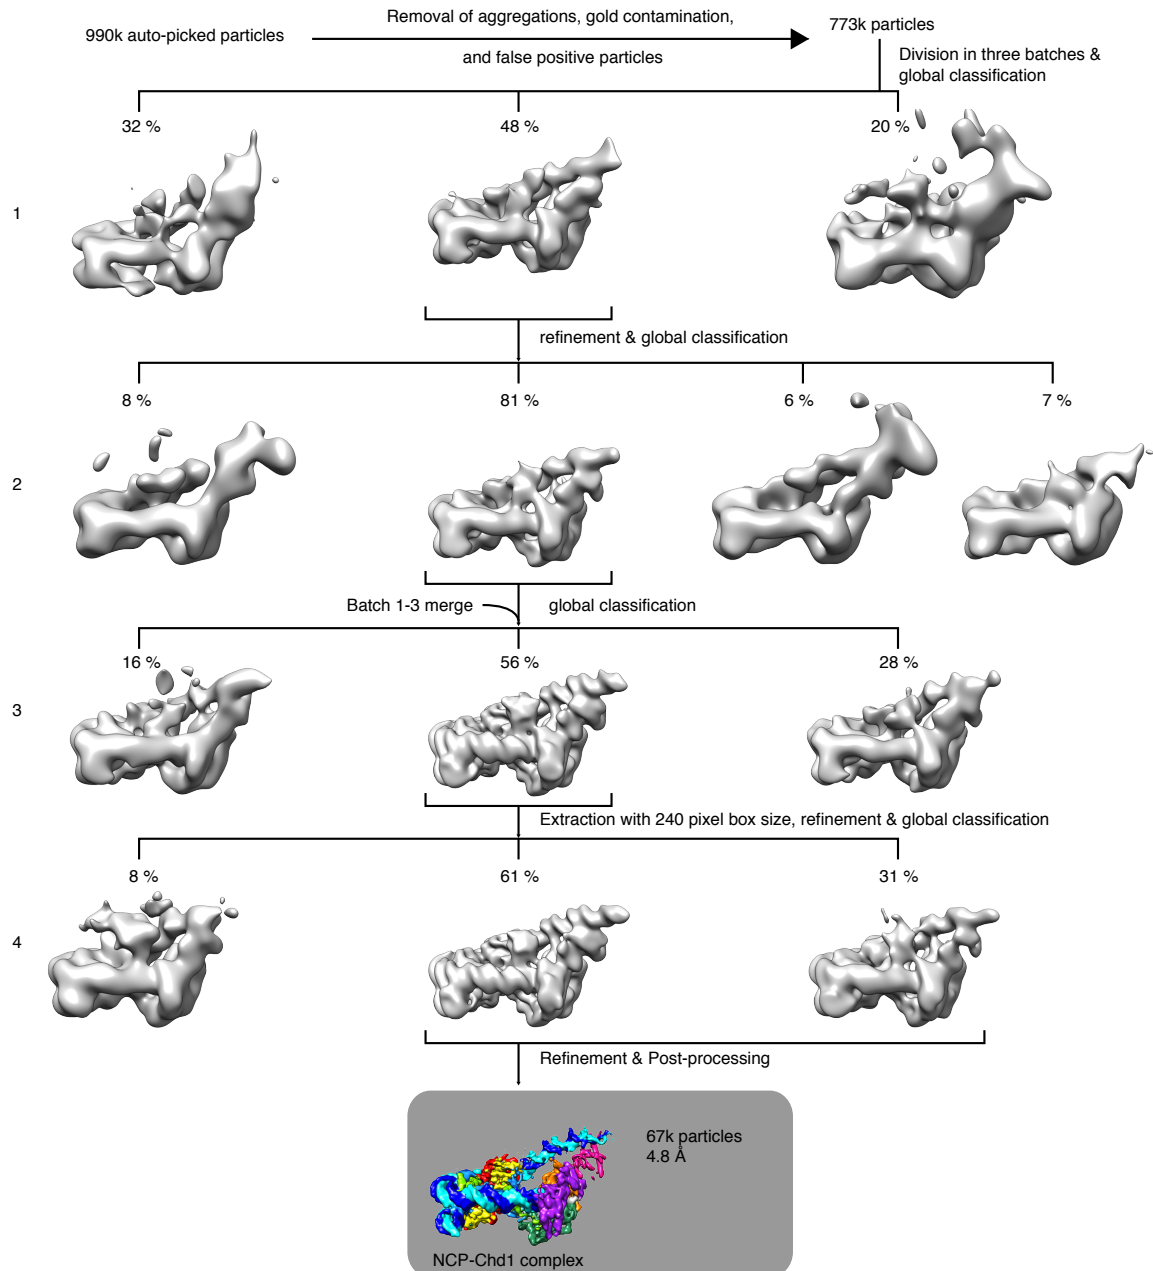 990k auto-picked particles
Removal of aggregations, gold contamination,
and false positive particles
773k particles
Division in three batches &
global classification
32 %
48 %
20 %
1
refinement & global classification
8 %
81 %
6 %
7 %
2
Batch 1-3 merge
global classification
16 %
56 %
28 %
3
Extraction with 240 pixel box size, refinement & global classification
8 %
61 %
31 %
4
Refinement & Post-processing
67k particles
4.8 Å
NCP-Chd1 complex